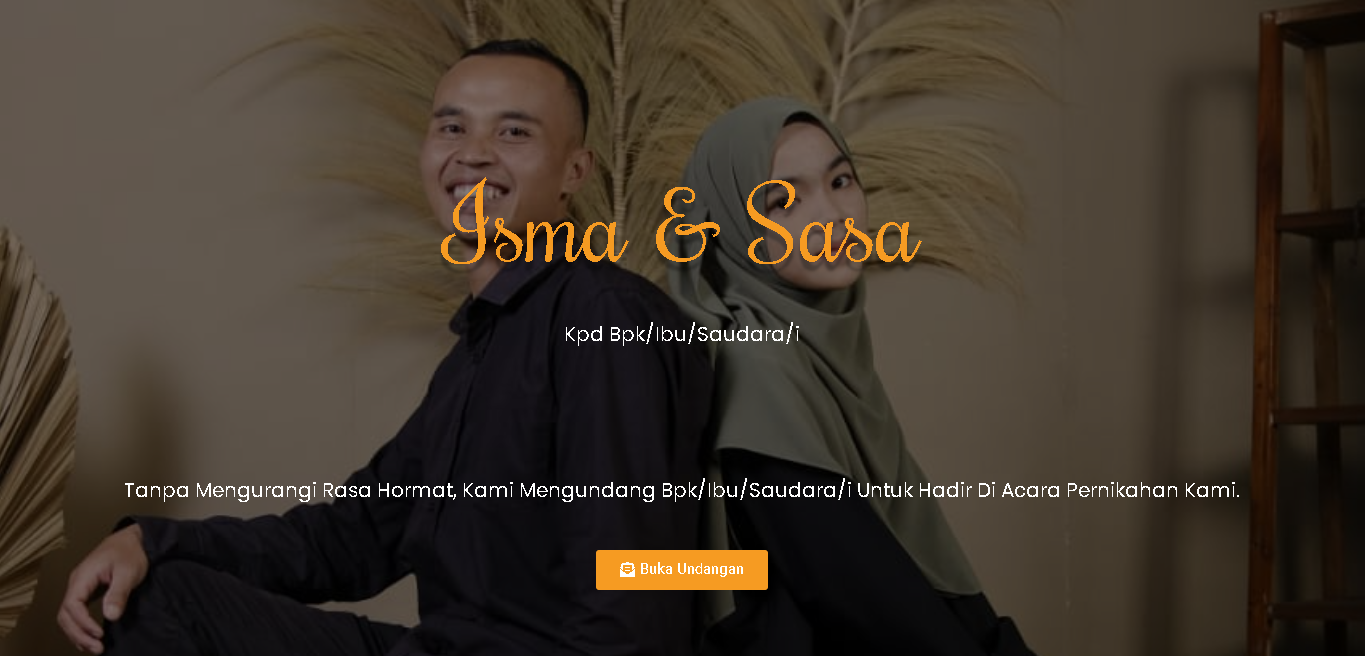 Isma & Sasa
Kpd Bpk/Ibu/Saudara/i
Tanpa Mengurangi Rasa Hormat, Kami Mengundang Bpk/Ibu/Saudara/i Untuk Hadir Di Acara Pernikahan Kami.
Buka Undangan